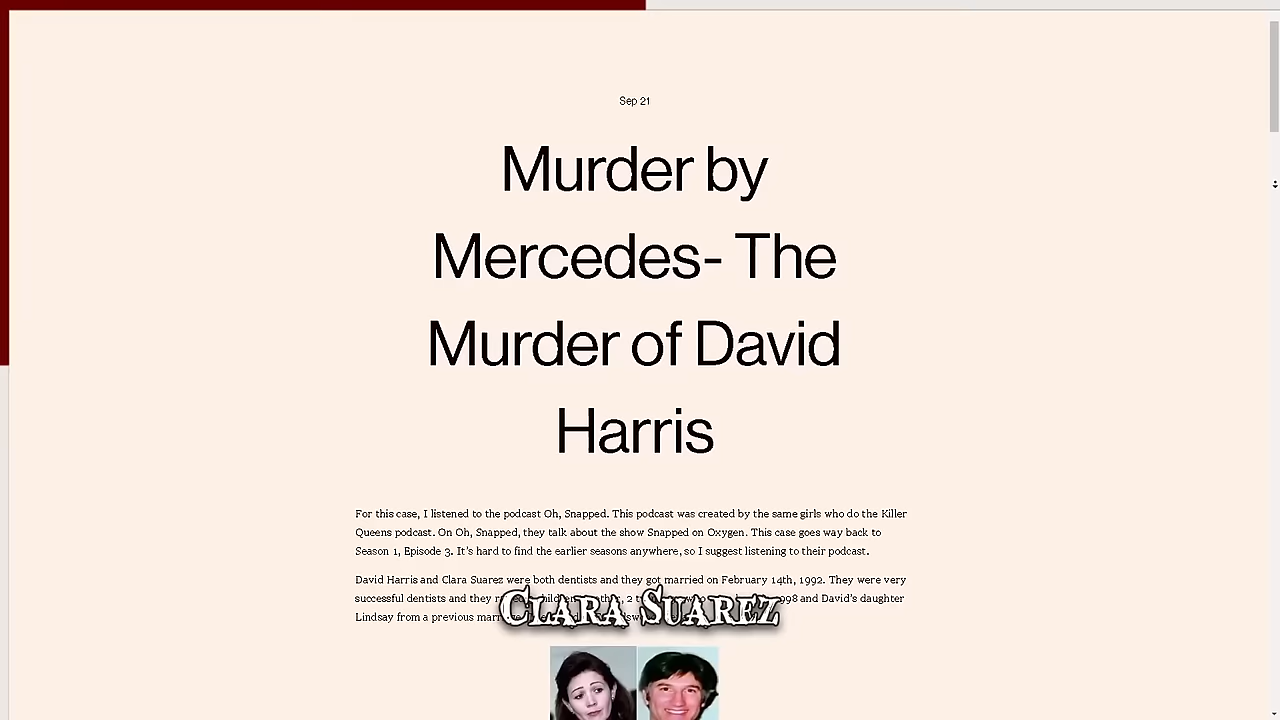 Sep 21
Murder by
Mercedes- The
Murder of David
Harris
For this case, I listened to the podcast Oh, Snapped. This podcast was created by the same girls who do the Killer
Queens podcast. On Oh, Snapped, they talk about the show Snapped on Oxygen. This case goes way back to
Season 1, Episode 3. It's hard to find the earlier seasons anywhere, so I suggest listening to their podcast.
David Harris and Clara Suarez were both dentists and they got married on February 14th, 1992. They were very
successful dentists and they 2 and David's daughter
Lindsay from a previous
Clara Suarez